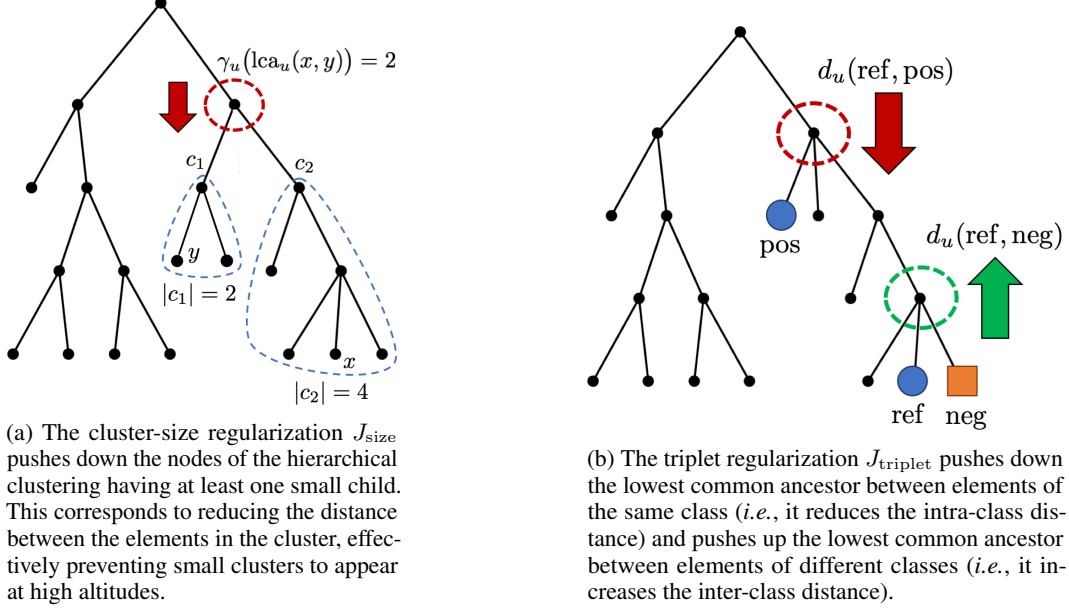 γ_u(lca_u(x, y)) = 2
c_1
c_2
y
|c_1| = 2
x
|c_2| = 4
(a) The cluster-size regularization J_size
pushes down the nodes of the hierarchical
clustering having at least one small child.
This corresponds to reducing the distance
between the elements in the cluster, effec-
tively preventing small clusters to appear
at high altitudes.
d_u(ref, pos)
pos
d_u(ref, neg)
ref
neg
(b) The triplet regularization J_triplet pushes down
the lowest common ancestor between elements of
the same class (i.e., it reduces the intra-class dis-
tance) and pushes up the lowest common ancestor
between elements of different classes (i.e., it in-
creases the inter-class distance).